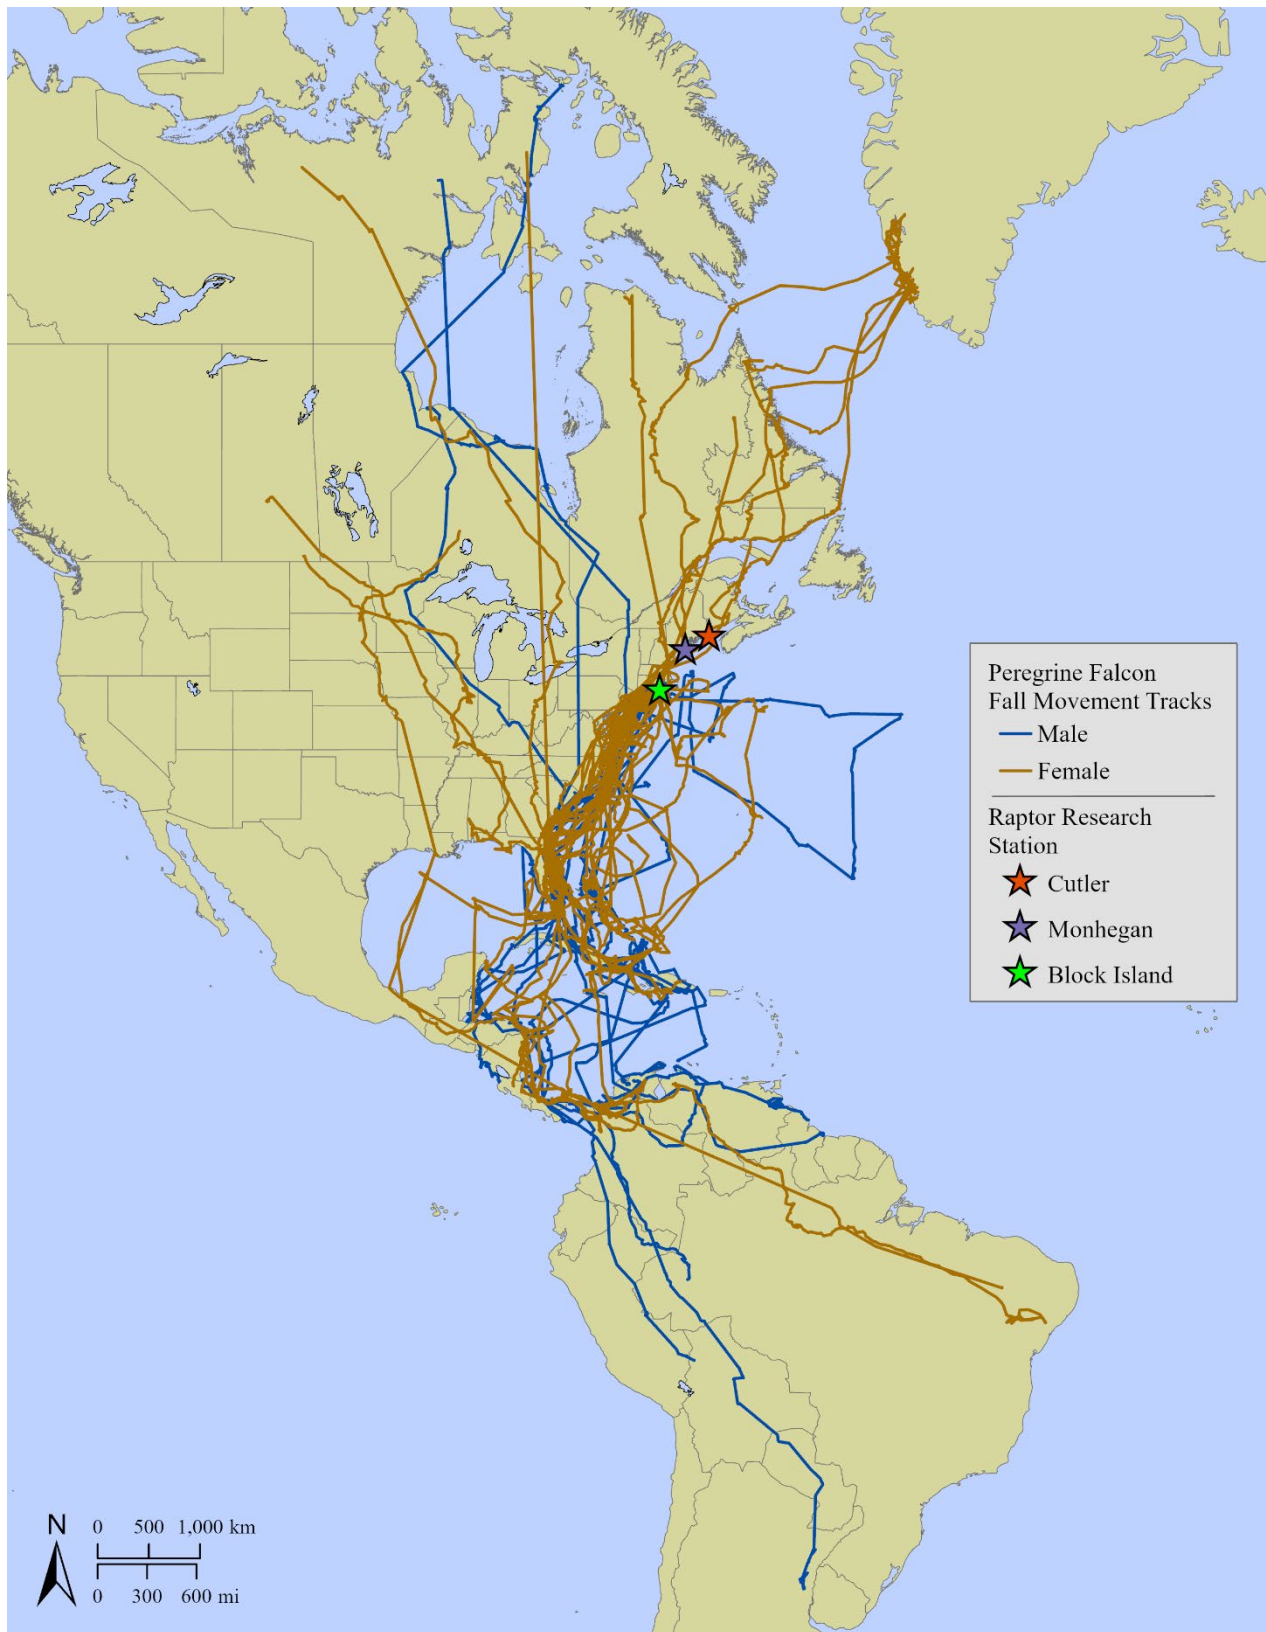 Peregrine Falcon
Fall Movement Tracks
Male
Female
Raptor Research
Station
Cutler
Monhegan
Block Island
N
0 500 1,000 km
0 300 600 mi